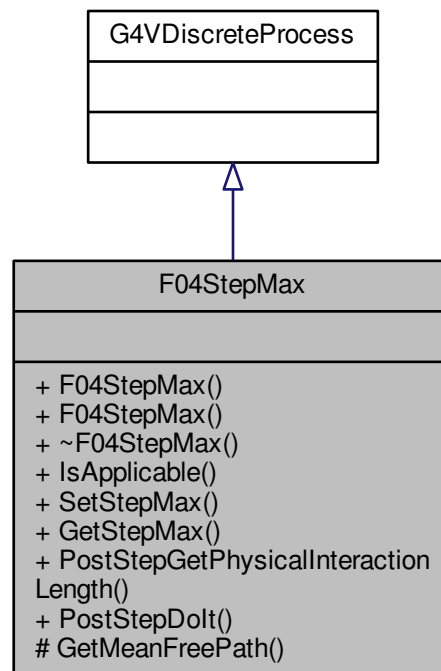 G4VDiscreteProcess
F04StepMax
+ F04StepMax()
+ F04StepMax()
+ ~F04StepMax()
+ IsApplicable()
+ SetStepMax()
+ GetStepMax()
+ PostStepGetPhysicalInteraction
Length()
+ PostStepDoIt()
# GetMeanFreePath()